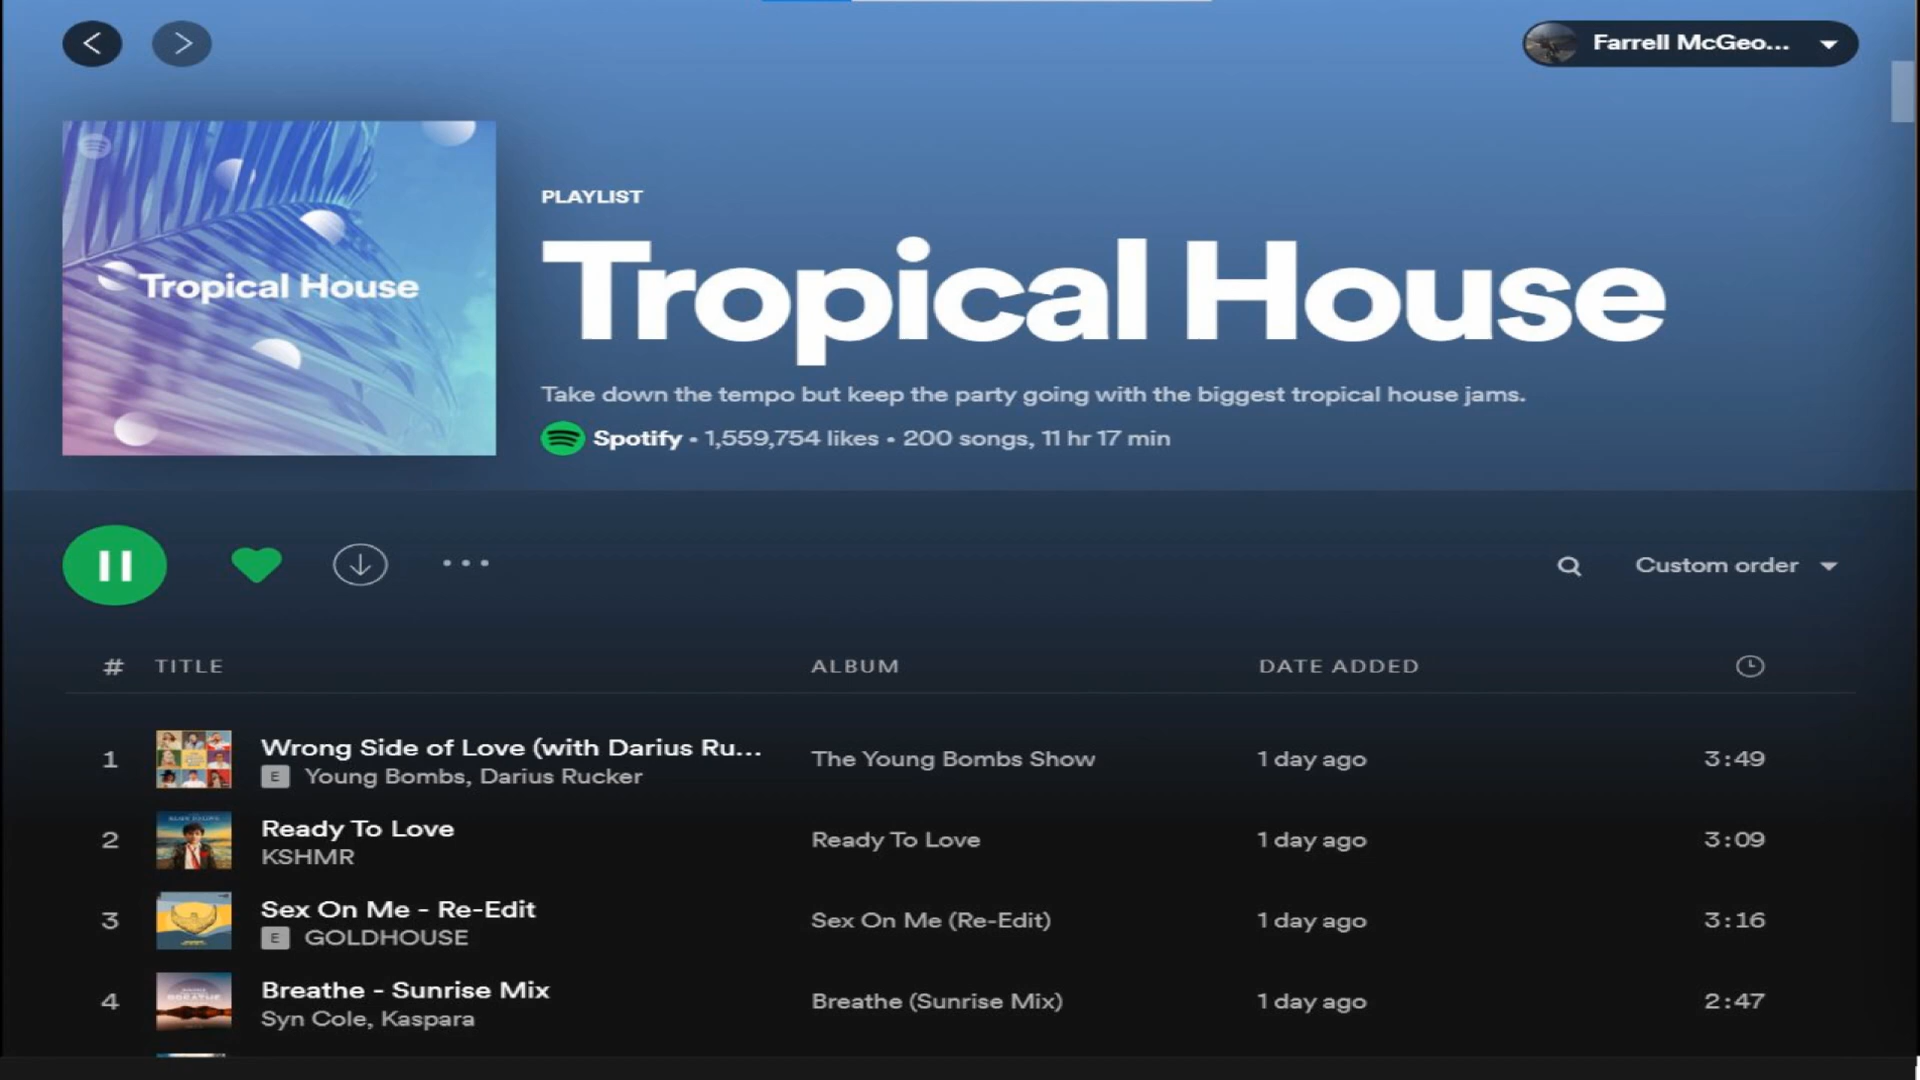 Farrell McGeo...
Tropical House
PLAYLIST
Tropical House
Take down the tempo but keep the party going with the biggest tropical house jams.
Spotify • 1,559,754 likes • 200 songs, 11 hr 17 min
Custom order
# TITLE ALBUM DATE ADDED
1 Wrong Side of Love (with Darius Ru... The Young Bombs Show 1 day ago 3:49
E Young Bombs, Darius Rucker
2 Ready To Love Ready To Love 1 day ago 3:09
KSHMR
3 Sex On Me - Re-Edit Sex On Me (Re-Edit) 1 day ago 3:16
E GOLDHOUSE
4 Breathe - Sunrise Mix Breathe (Sunrise Mix) 1 day ago 2:47
Syn Cole, Kaspara